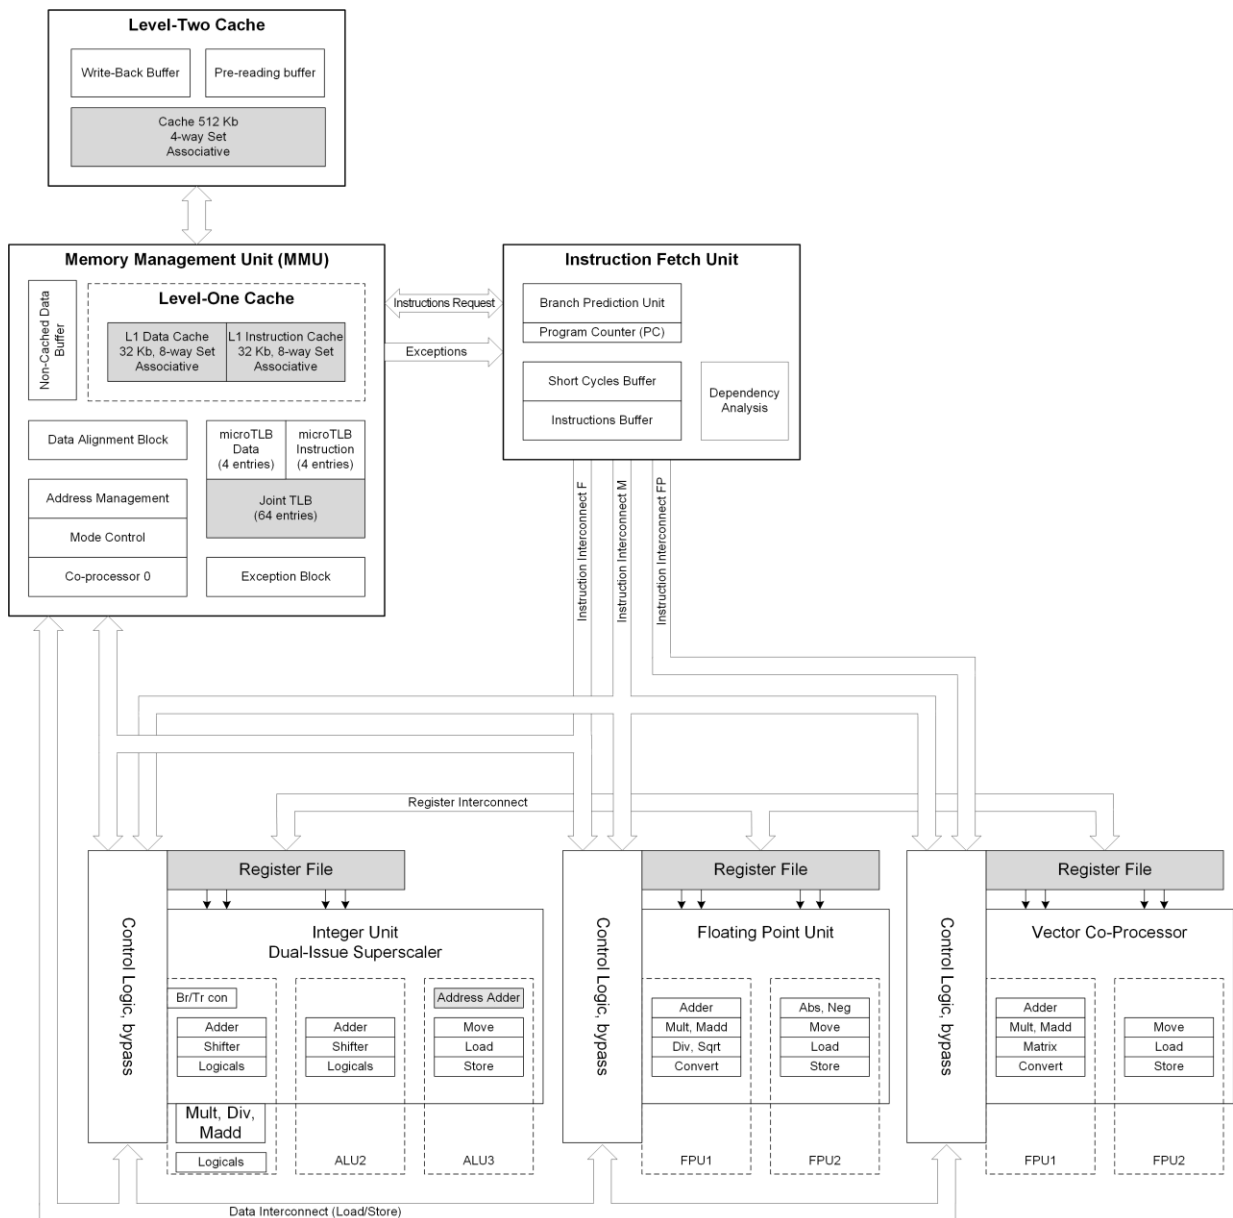 Level-Two Cache
Write-Back Buffer
Pre-reading buffer
Cache 512 Kb
4-way Set
Associative
Memory Management Unit (MMU)
Non-Cached Data
Buffer
Level-One Cache
L1 Data Cache
32 Kb, 8-way Set
Associative
L1 Instruction Cache
32 Kb, 8-way Set
Associative
Data Alignment Block
microTLB
Data
(4 entries)
microTLB
Instruction
(4 entries)
Joint TLB
(64 entries)
Address Management
Mode Control
Co-processor 0
Exception Block
Instructions Request
Exceptions
Instruction Fetch Unit
Branch Prediction Unit
Program Counter (PC)
Short Cycles Buffer
Instructions Buffer
Dependency
Analysis
Instruction Interconnect F
Instruction Interconnect M
Instruction Interconnect FP
Register Interconnect
Control Logic, bypass
Register File
Integer Unit
Dual-Issue Superscaler
Br/Tr con
Adder
Shifter
Logicals
Mult, Div,
Madd
Logicals
Adder
Shifter
Logicals
ALU2
Address Adder
Move
Load
Store
ALU3
Control Logic, bypass
Register File
Floating Point Unit
Adder
Mult, Madd
Div, Sqrt
Convert
FPU1
Abs, Neg
Move
Load
Store
FPU2
Control Logic, bypass
Register File
Vector Co-Processor
Adder
Mult, Madd
Matrix
Convert
FPU1
Move
Load
Store
FPU2
Data Interconnect (Load/Store)